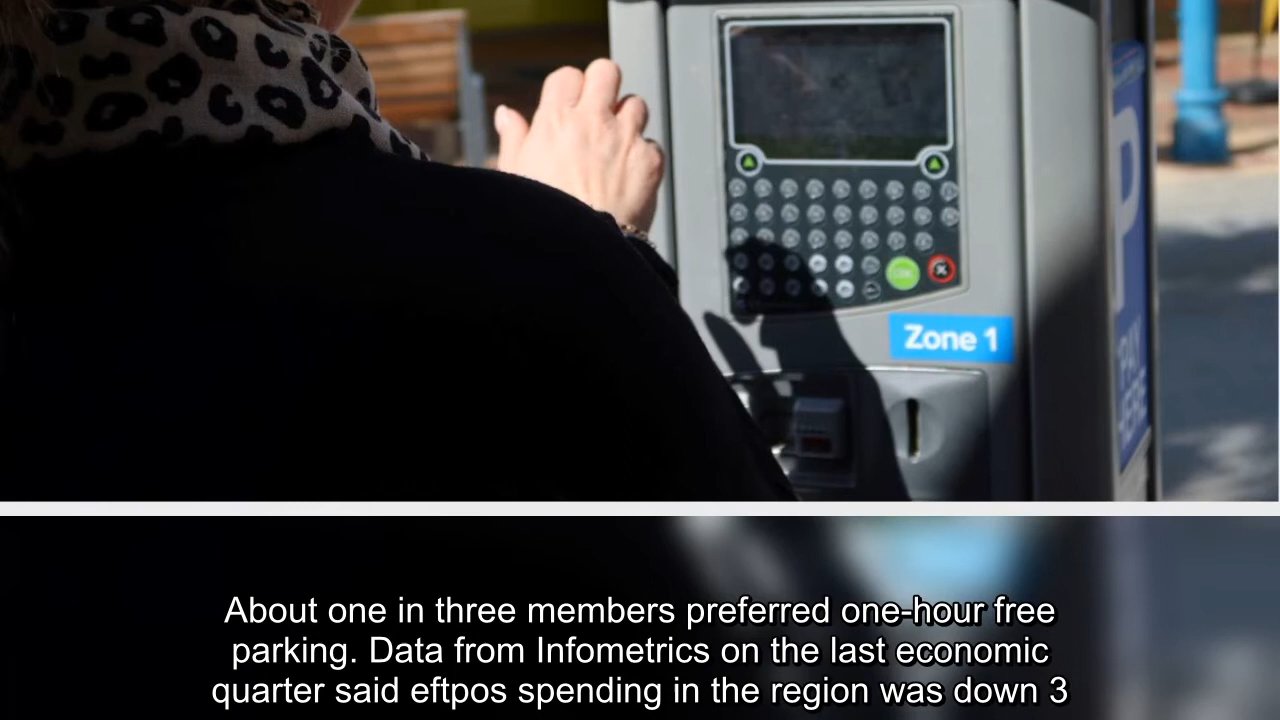 Zone 1
P
PAY
HERE
About one in three members preferred one-hour free
parking. Data from Infometrics on the last economic
quarter said eftpos spending in the region was down 3